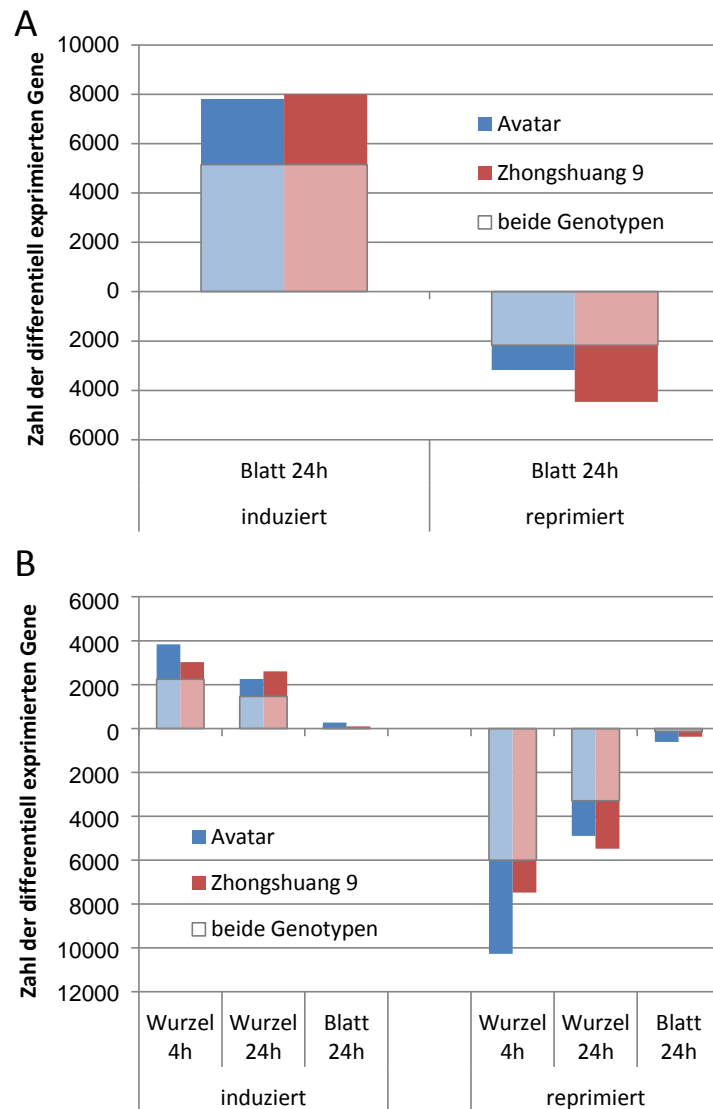 A
Zahl der differentiell exprimierten Gene
10000
8000
6000
4000
2000
0
2000
4000
6000
Avatar
Zhongshuang 9
beide Genotypen
Blatt 24h
Blatt 24h
induziert
reprimiert
B
Zahl der differentiell exprimierten Gene
6000
4000
2000
0
2000
4000
6000
8000
10000
12000
Avatar
Zhongshuang 9
beide Genotypen
Wurzel Wurzel Blatt Wurzel Wurzel Blatt
4h 24h 24h 4h 24h 24h
induziert
reprimiert